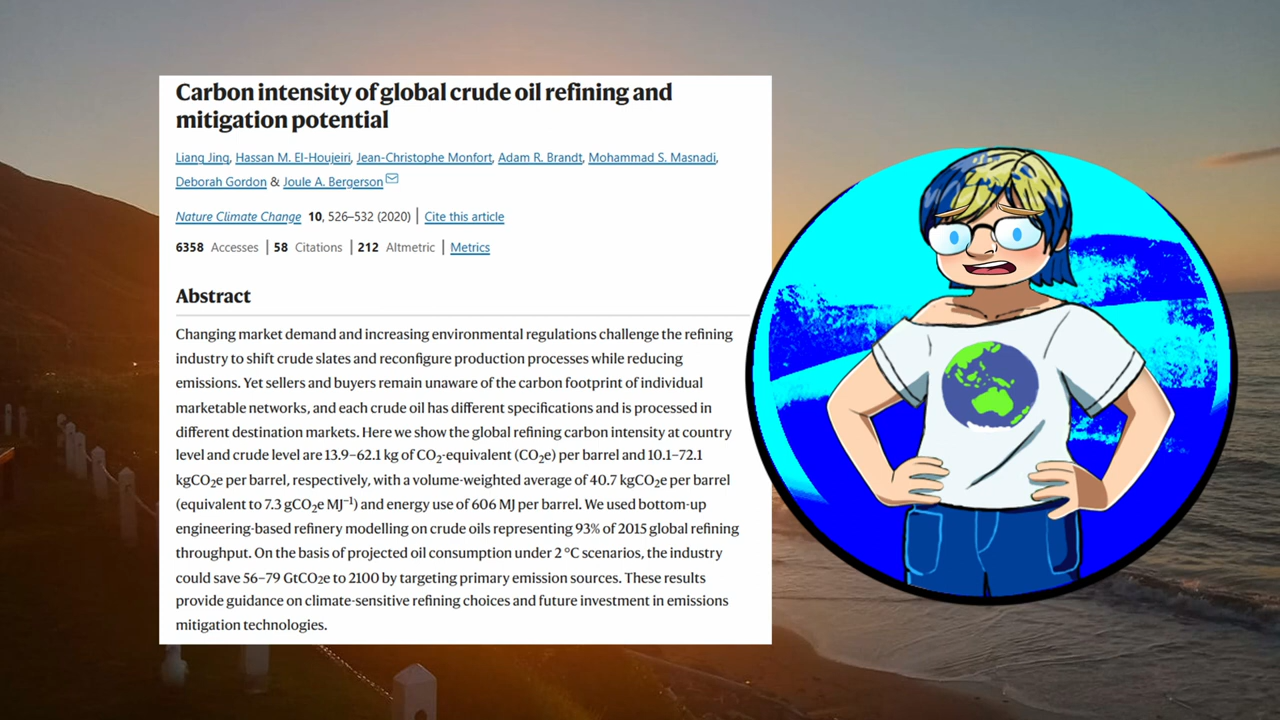 Carbon intensity of global crude oil refining and
mitigation potential
Liang Jing, Hassan M. El-Houjeiri, Jean-Christophe Monfort, Adam R. Brandt, Mohammad S. Masnadi,
Deborah Gordon & Joule A. Bergerson
Nature Climate Change 10, 526–532 (2020) | Cite this article
6358 Accesses | 58 Citations | 212 Altmetric | Metrics
Abstract
Changing market demand and increasing environmental regulations challenge the refining
industry to shift crude slates and reconfigure production processes while reducing
emissions. Yet sellers and buyers remain unaware of the carbon footprint of individual
marketable networks, and each crude oil has different specifications and is processed in
different destination markets. Here we show the global refining carbon intensity at country
level and crude level are 13.9–62.1 kg of CO₂-equivalent (CO₂e) per barrel and 10.1–72.1
kgCO₂e per barrel, respectively, with a volume-weighted average of 40.7 kgCO₂e per barrel
(equivalent to 7.3 gCO₂e MJ⁻¹) and energy use of 606 MJ per barrel. We used bottom-up
engineering-based refinery modelling on crude oils representing 93% of 2015 global refining
throughput. On the basis of projected oil consumption under 2 °C scenarios, the industry
could save 56–79 GtCO₂e to 2100 by targeting primary emission sources. These results
provide guidance on climate-sensitive refining choices and future investment in emissions
mitigation technologies.